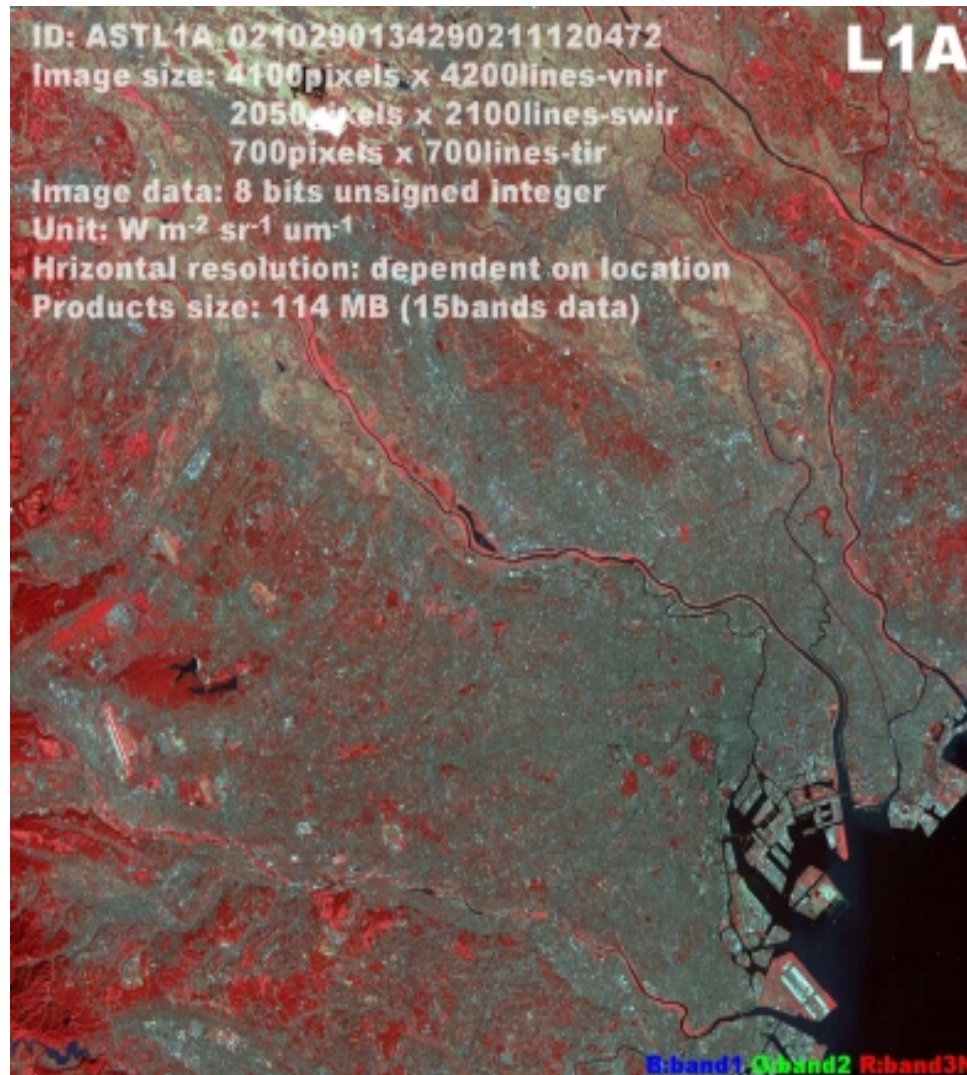 ID: ASTL1A 0210290134290211120472
L1A
Image size: 4100pixels x 4200lines-vnir
2050pixels x 2100lines-swir
700pixels x 700lines-tir
Image data: 8 bits unsigned integer
Unit: W m-2 sr-1 um-1
Hrizontal resolution: dependent on location
Products size: 114 MB (15bands data)
B:band1 G:band2 R:band3N